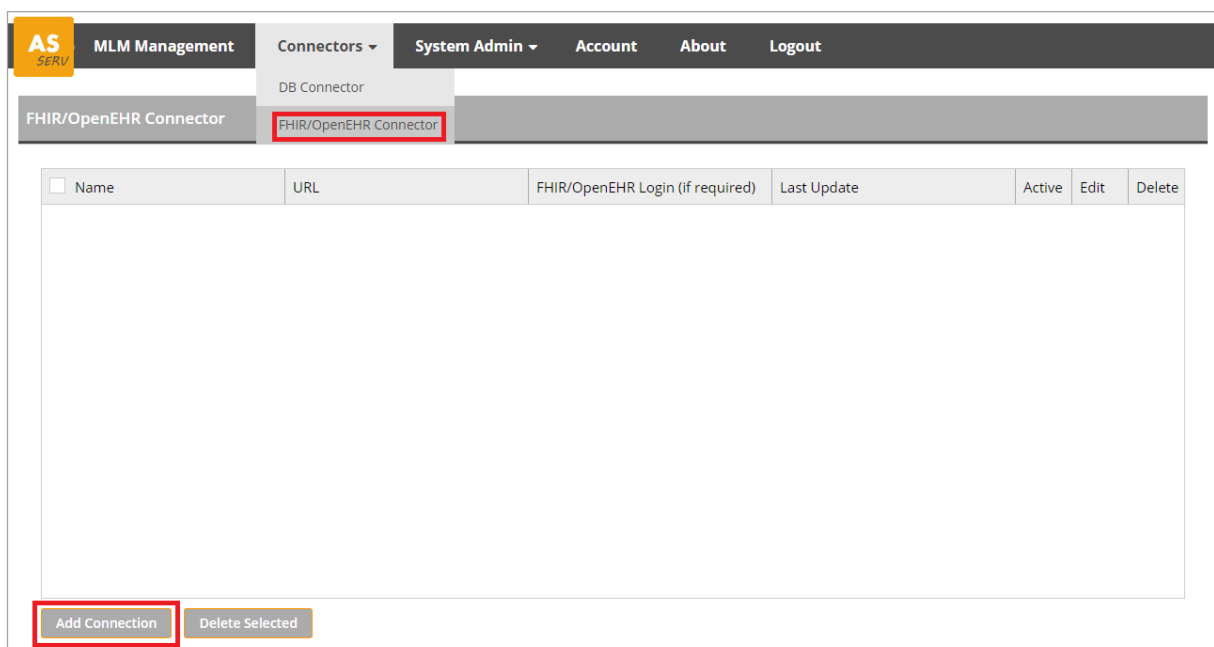 AS
SERV
MLM Management
Connectors
System Admin
Account
About
Logout
DB Connector
FHIR/OpenEHR Connector
FHIR/OpenEHR Connector
Name
URL
FHIR/OpenEHR Login (if required)
Last Update
Active
Edit
Delete
Add Connection
Delete Selected